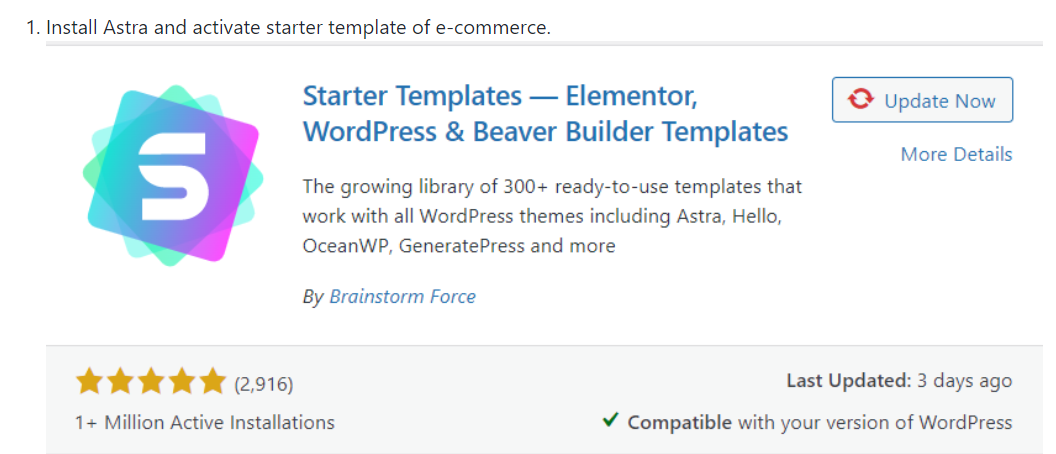 1. Install Astra and activate starter template of e-commerce.
Starter Templates — Elementor,
WordPress & Beaver Builder Templates
Update Now
More Details
The growing library of 300+ ready-to-use templates that
work with all WordPress themes including Astra, Hello,
OceanWP, GeneratePress and more
By Brainstorm Force
(2,916)
Last Updated: 3 days ago
1+ Million Active Installations
Compatible with your version of WordPress